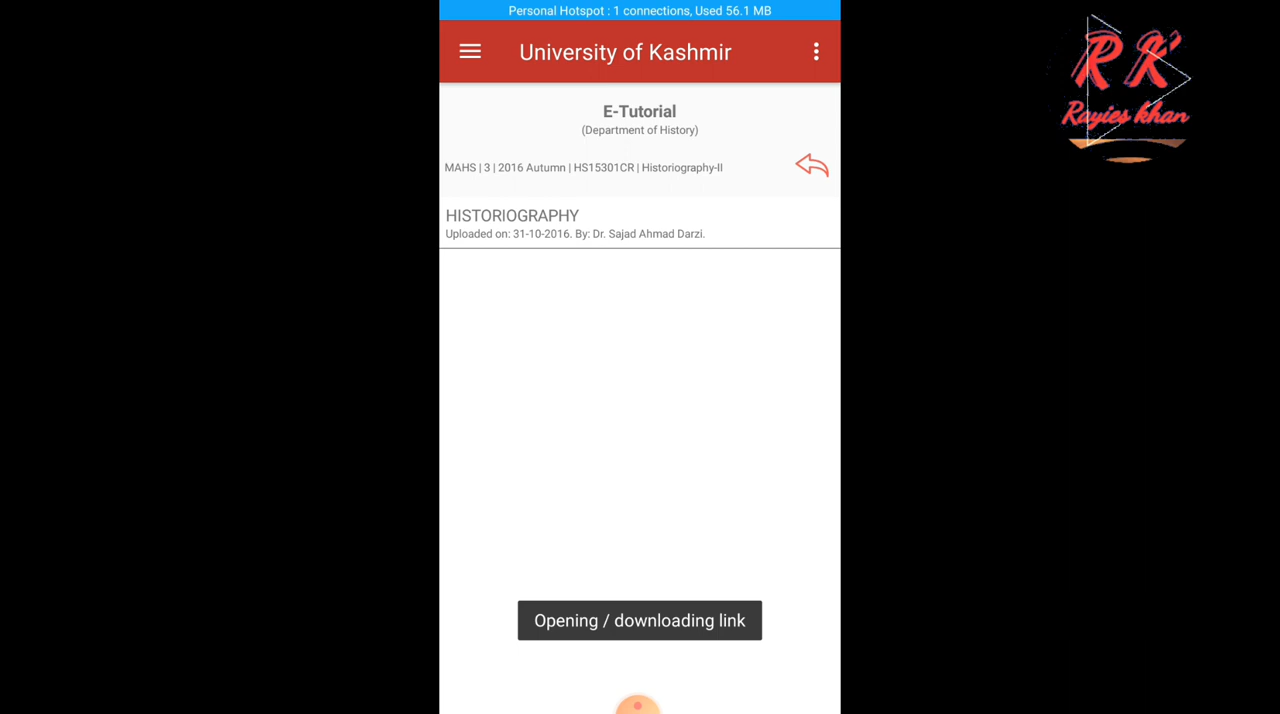 Personal Hotspot : 1 connections, Used 56.1 MB
University of Kashmir
R K
Rayies khan
E-Tutorial
(Department of History)
MAHS | 3 | 2016 Autumn | HS15301CR | Historiography-II
HISTORIOGRAPHY
Uploaded on: 31-10-2016. By: Dr. Sajad Ahmad Darzi.
Opening / downloading link